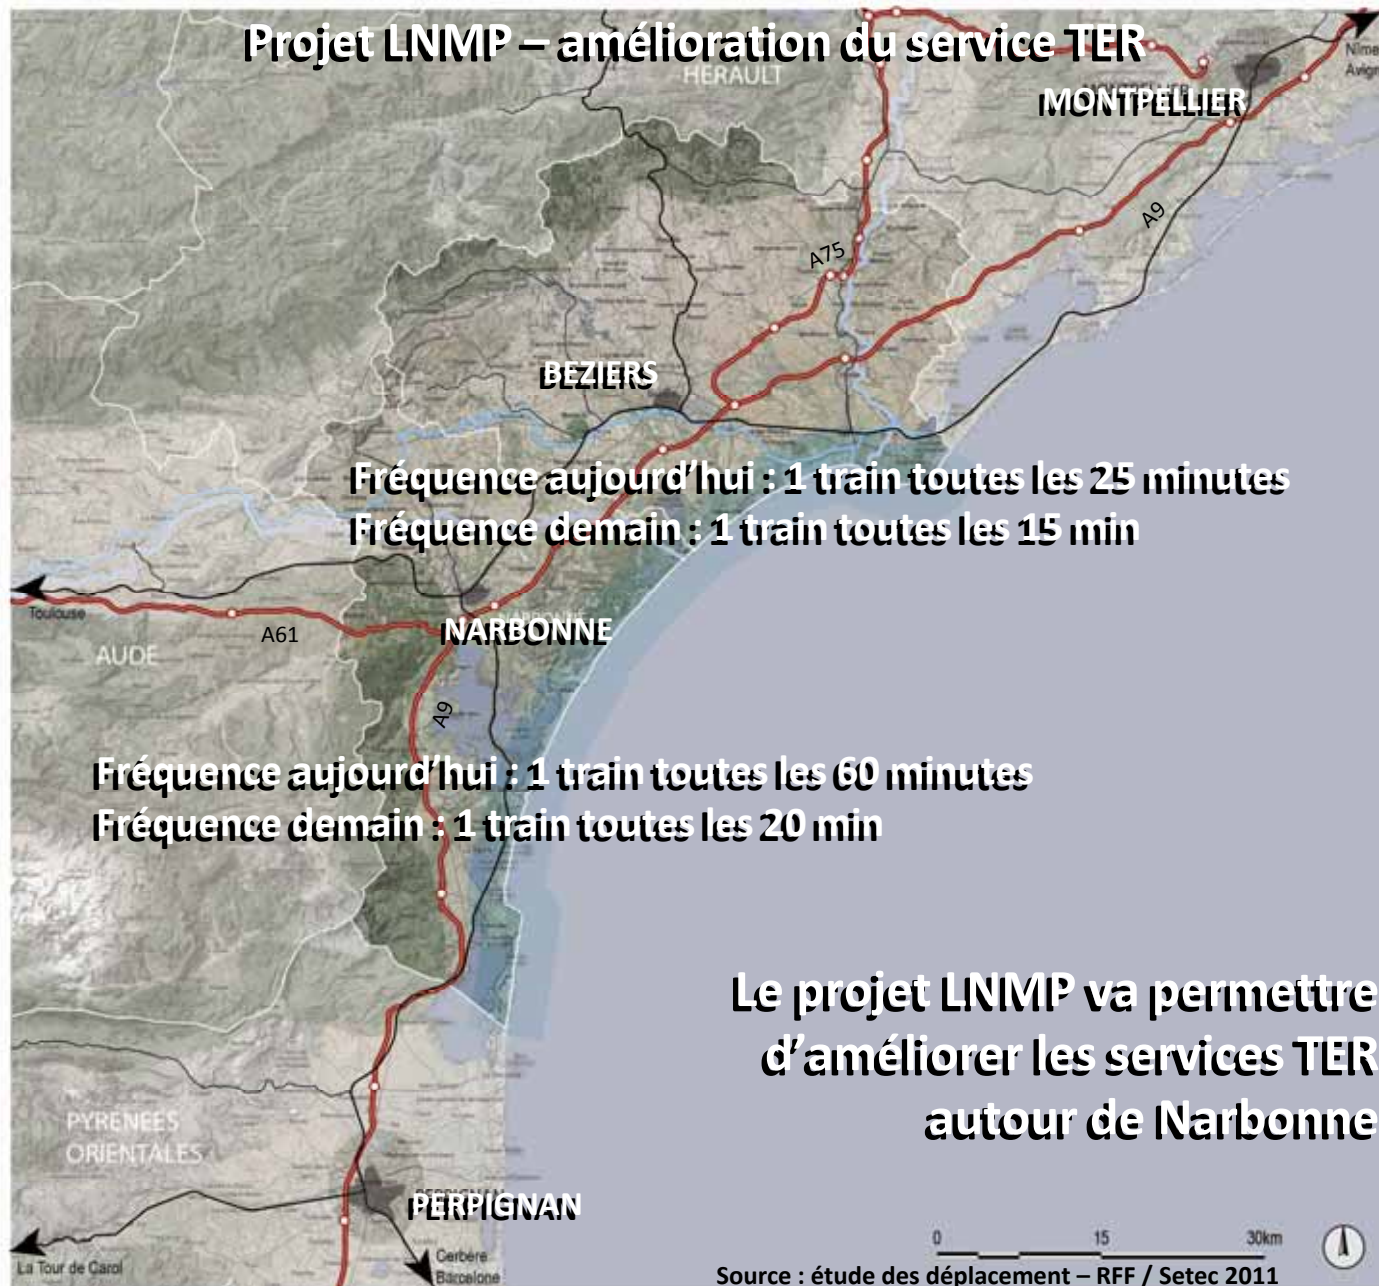 Projet LNMP – amélioration du service TER
HERAULT
MONTPELLIER
Nîme
Avign
A9
A75
BEZIERS
Fréquence aujourd’hui : 1 train toutes les 25 minutes
Fréquence demain : 1 train toutes les 15 min
Toulouse
A61
NARBONNE
AUDE
A9
Fréquence aujourd’hui : 1 train toutes les 60 minutes
Fréquence demain : 1 train toutes les 20 min
Le projet LNMP va permettre
d’améliorer les services TER
autour de Narbonne
PYRENEES
ORIENTALES
PERPIGNAN
La Tour de Carol
Cerbère
Barcelone
0 15 30km
Source : étude des déplacement – RFF / Setec 2011